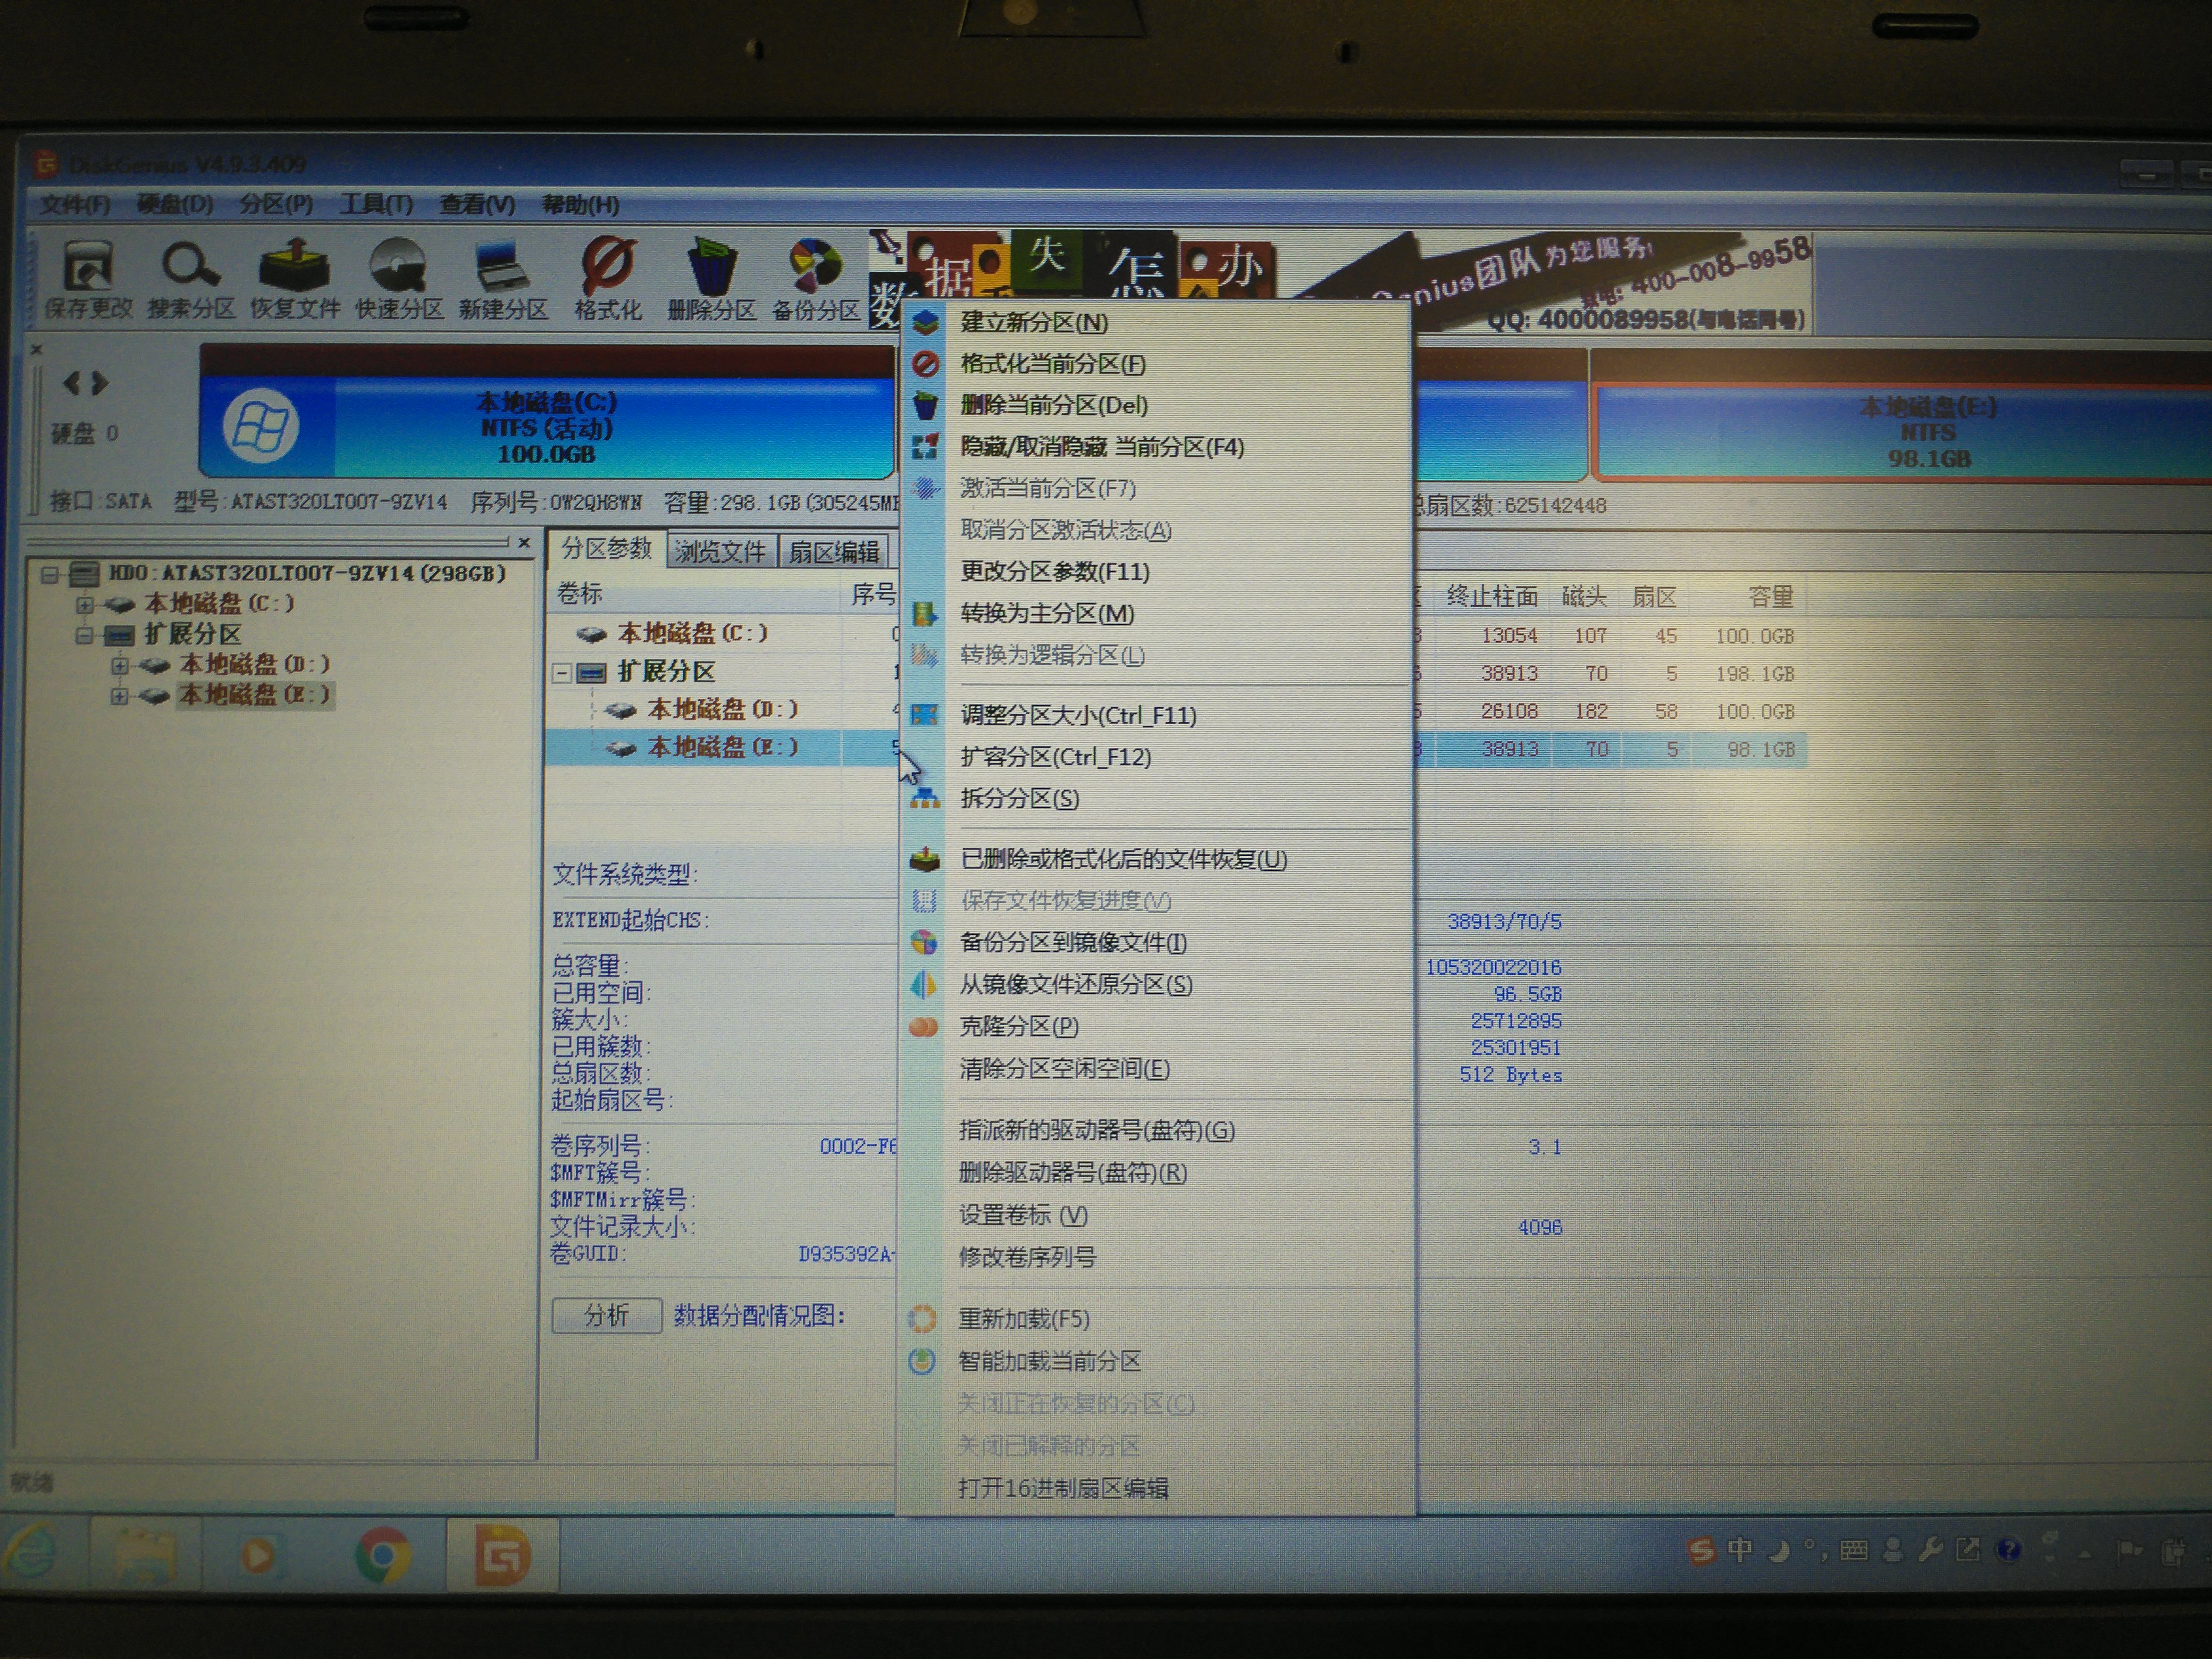 DiskGenius V4.9.3.409
文件(F) 硬盘(D) 分区(P) 工具(T) 查看(V) 帮助(H)
保存更改 搜索分区 恢复文件 快速分区 新建分区 格式化 删除分区 备份分区
数据 失 怎 办
nius团队为您服务!
400-008-9958
QQ: 4000089958(与电话同号)
硬盘 0
本地磁盘(C:)
NTFS (活动)
100.0GB
本地磁盘(E:)
NTFS
98.1GB
接口:SATA 型号:ATAST320LT007-9ZV14 序列号:0W2QH8WN 容量:298.1GB(305245MB 总扇区数:625142448
HD0:ATAST320LT007-9ZV14(298GB)
本地磁盘(C:)
扩展分区
本地磁盘(D:)
本地磁盘(E:)
分区参数 浏览文件 扇区编辑
卷标 序号 终止柱面 磁头 扇区 容量
本地磁盘(C:) 0 13054 107 45 100.0GB
扩展分区 1 38913 70 5 198.1GB
本地磁盘(D:) 4 26108 182 58 100.0GB
本地磁盘(E:) 5 38913 70 5 98.1GB
文件系统类型:
EXTEND起始CHS: 38913/70/5
总容量: 105320022016
已用空间: 96.5GB
簇大小: 25712895
已用簇数: 25301951
总扇区数: 512 Bytes
起始扇区号:
卷序列号: 0002-F6 3.1
$MFT簇号:
$MFTMirr簇号:
文件记录大小: 4096
卷GUID: D935392A-
分析 数据分配情况图:
建立新分区(N)
格式化当前分区(F)
删除当前分区(Del)
隐藏/取消隐藏 当前分区(F4)
激活当前分区(F7)
取消分区激活状态(A)
更改分区参数(F11)
转换为主分区(M)
转换为逻辑分区(L)
调整分区大小(Ctrl_F11)
扩容分区(Ctrl_F12)
拆分分区(S)
已删除或格式化后的文件恢复(U)
保存文件恢复进度(V)
备份分区到镜像文件(I)
从镜像文件还原分区(S)
克隆分区(P)
清除分区空闲空间(E)
指派新的驱动器号(盘符)(G)
删除驱动器号(盘符)(R)
设置卷标 (V)
修改卷序列号
重新加载(F5)
智能加载当前分区
关闭正在恢复的分区(C)
关闭已解释的分区
打开16进制扇区编辑
就绪
中